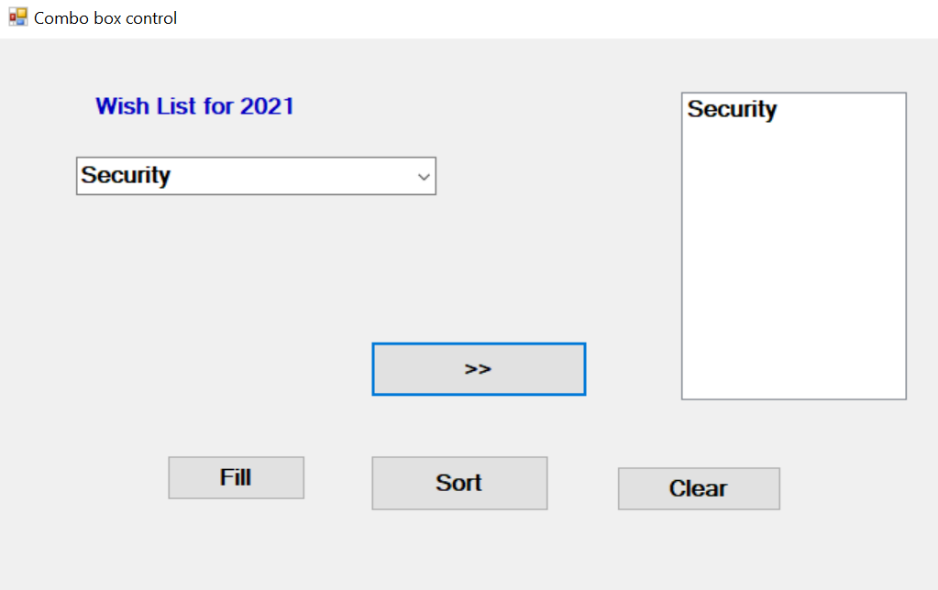 Combo box control
Wish List for 2021
Security
Security
>>
Fill
Sort
Clear